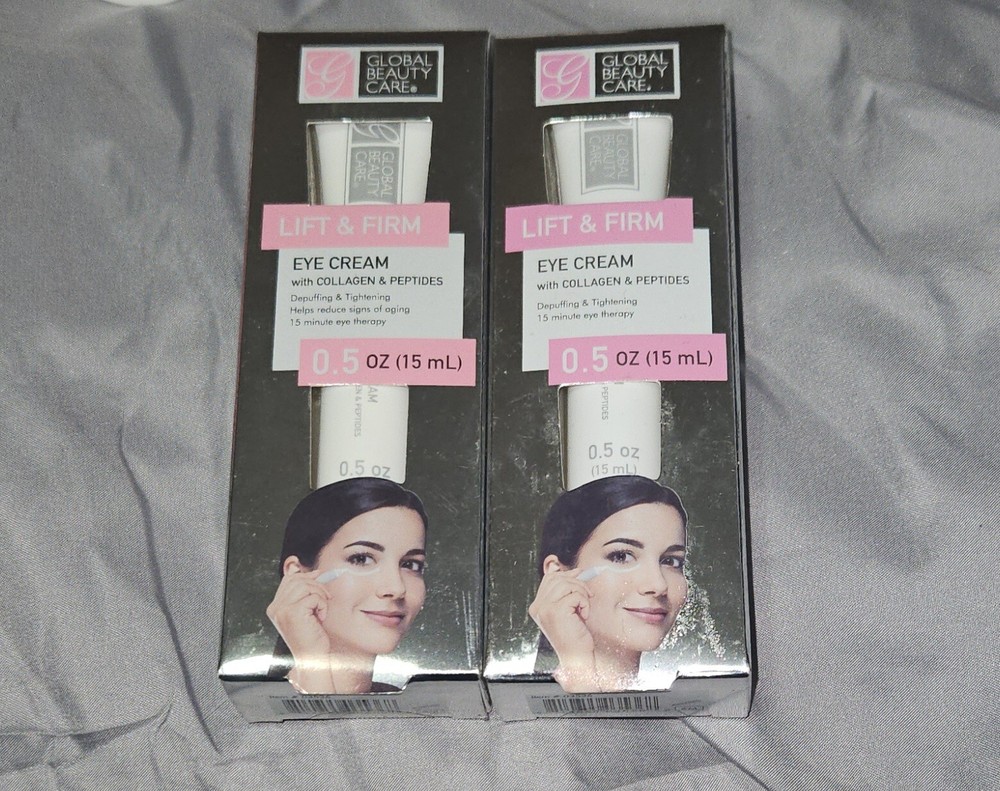 GLOBAL
BEAUTY
CARE®
GLOBAL
BEAUTY
CARE
LIFT & FIRM
EYE CREAM
with COLLAGEN & PEPTIDES
Depuffing & Tightening
Helps reduce signs of aging
15 minute eye therapy
0.5 OZ (15 mL)
0.5 oz
GLOBAL
BEAUTY
CARE
GLOBAL
BEAUTY
CARE
LIFT & FIRM
EYE CREAM
with COLLAGEN & PEPTIDES
Depuffing & Tightening
15 minute eye therapy
0.5 OZ (15 mL)
0.5 oz
(15 mL)